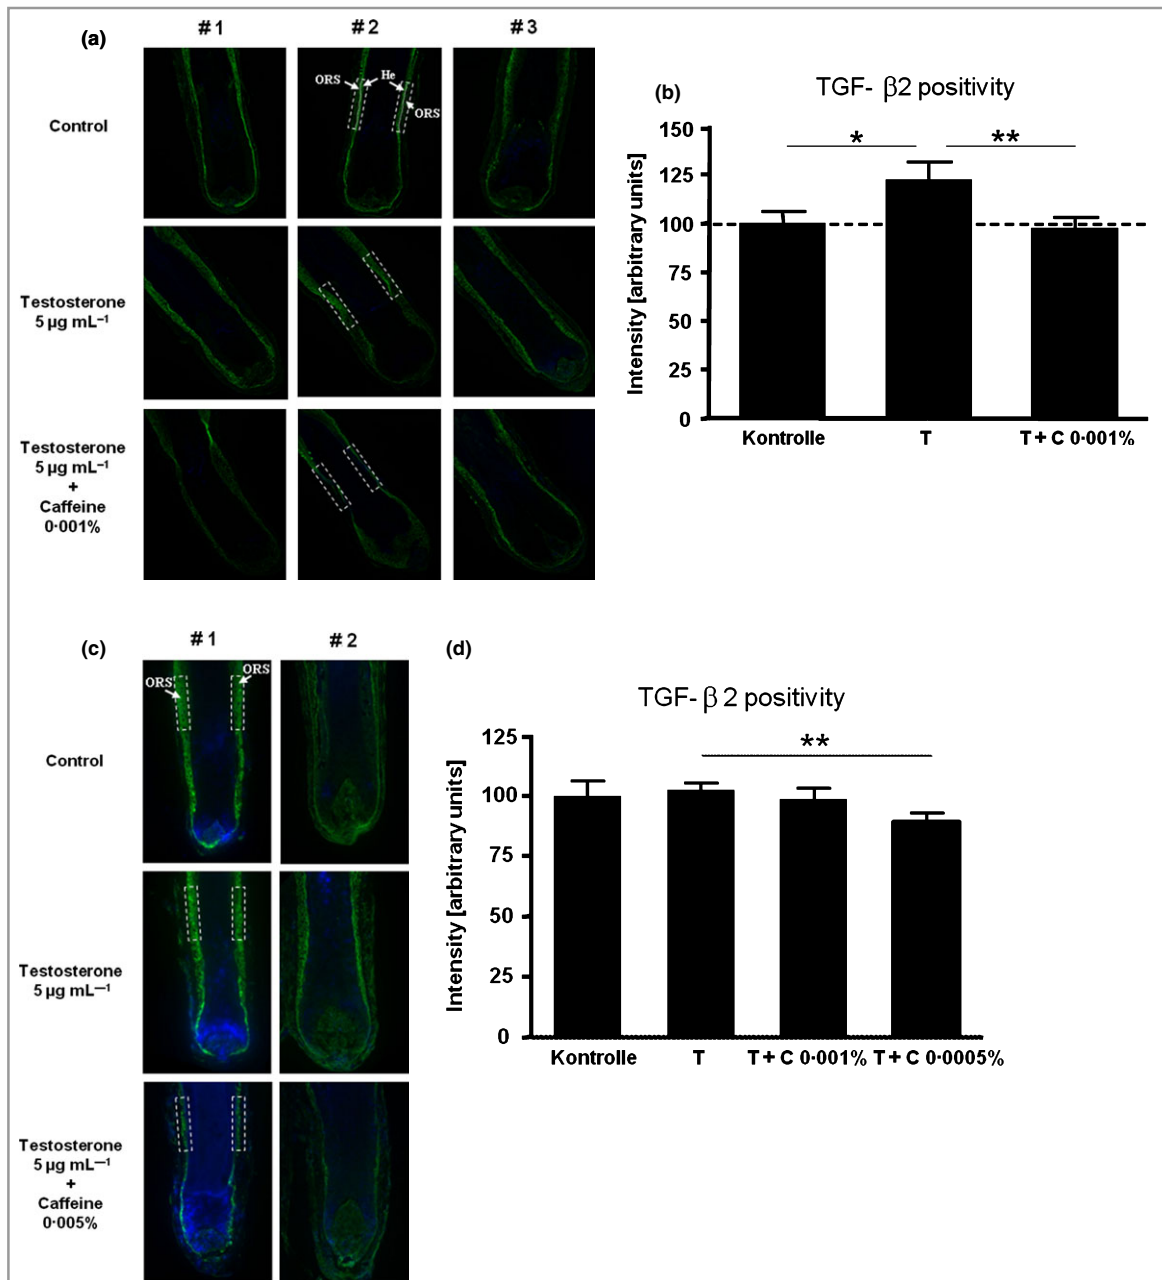 (a)
#1
#2
#3
Control
ORS
He
ORS
Testosterone
5 µg mL⁻¹
Testosterone
5 µg mL⁻¹
+
Caffeine
0·001%
(b)
TGF- β2 positivity
Intensity [arbitrary units]
150
125
100
75
50
25
0
*
**
Kontrolle
T
T + C 0·001%
(c)
#1
#2
Control
ORS
ORS
Testosterone
5 µg mL⁻¹
Testosterone
5 µg mL⁻¹
+
Caffeine
0·005%
(d)
TGF- β 2 positivity
Intensity [arbitrary units]
125
100
75
50
25
0
**
Kontrolle
T
T + C 0·001%
T + C 0·0005%